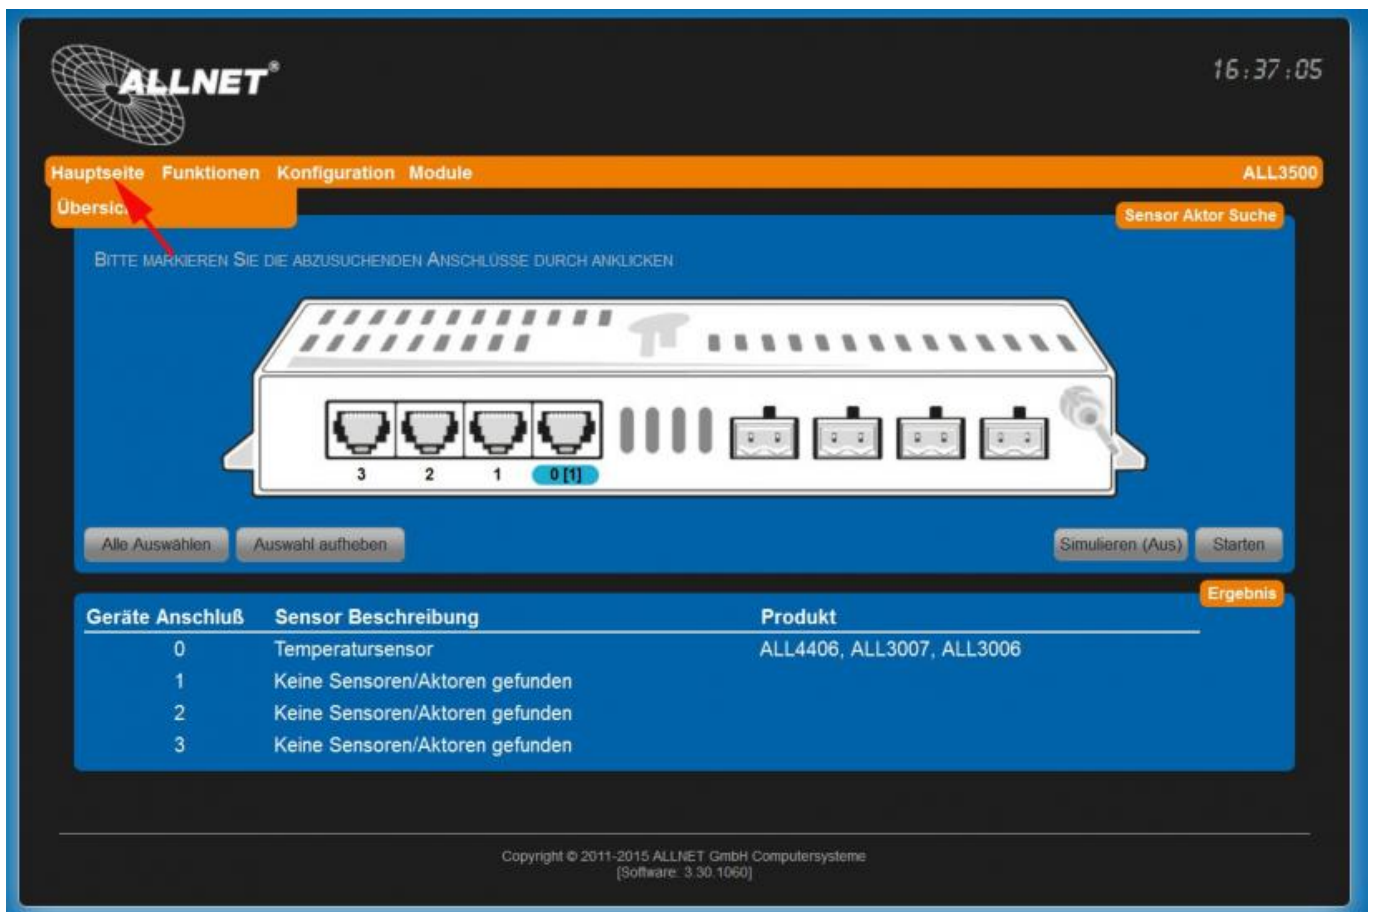 ALLNET®
16:37:05
Hauptseite Funktionen Konfiguration Module ALL3500
Sensor Aktor Suche
BITTE MARKIEREN SIE DIE ABZUSUCHENDEN ANSCHLÜSSE DURCH ANKLICKEN
3 2 1 0 [1]
Alle Auswählen Auswahl aufheben Simulieren (Aus) Starten
Ergebnis
Geräte Anschluß Sensor Beschreibung Produkt
0 Temperatursensor ALL4406, ALL3007, ALL3006
1 Keine Sensoren/Aktoren gefunden
2 Keine Sensoren/Aktoren gefunden
3 Keine Sensoren/Aktoren gefunden
Copyright © 2011-2015 ALLNET GmbH Computersysteme
[Software: 3.30.1060]